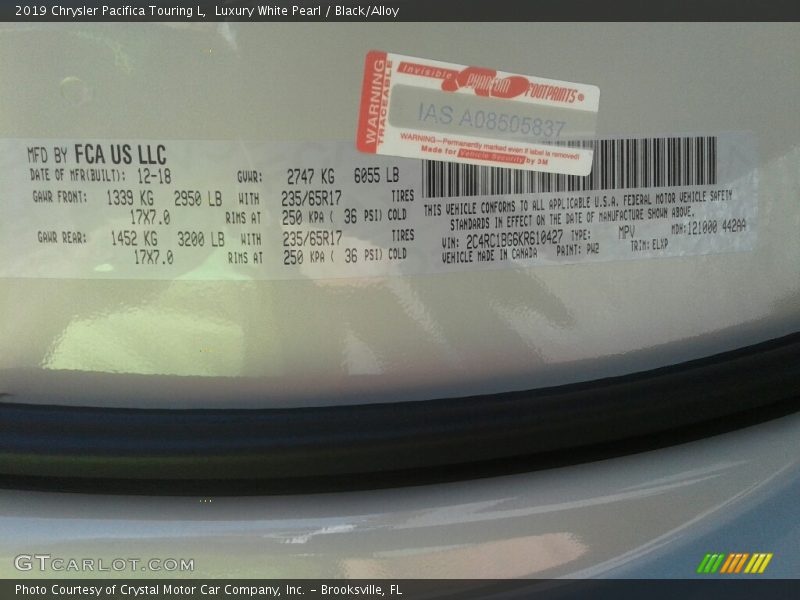 2019 Chrysler Pacifica Touring L, Luxury White Pearl / Black/Alloy
WARNING
TRACEABLE
Invisible PHANTOM FOOTPRINTS®
IAS A08505837
WARNING—Permanently marked even if label is removed!
Made for Vehicle Security by 3M
MFD BY FCA US LLC
DATE OF MFR(BUILT): 12-18 GVWR: 2747 KG 6055 LB
GAWR FRONT: 1339 KG 2950 LB WITH 235/65R17 TIRES
17X7.0 RIMS AT 250 KPA ( 36 PSI) COLD
GAWR REAR: 1452 KG 3200 LB WITH 235/65R17 TIRES
17X7.0 RIMS AT 250 KPA ( 36 PSI) COLD
THIS VEHICLE CONFORMS TO ALL APPLICABLE U.S.A. FEDERAL MOTOR VEHICLE SAFETY
STANDARDS IN EFFECT ON THE DATE OF MANUFACTURE SHOWN ABOVE.
VIN: 2C4RC1BG6KR610427 TYPE: MPV MDH: 121000 442AA
VEHICLE MADE IN CANADA PAINT: PW2 TRIM: ELXP
GTCARLOT.COM
Photo Courtesy of Crystal Motor Car Company, Inc. – Brooksville, FL